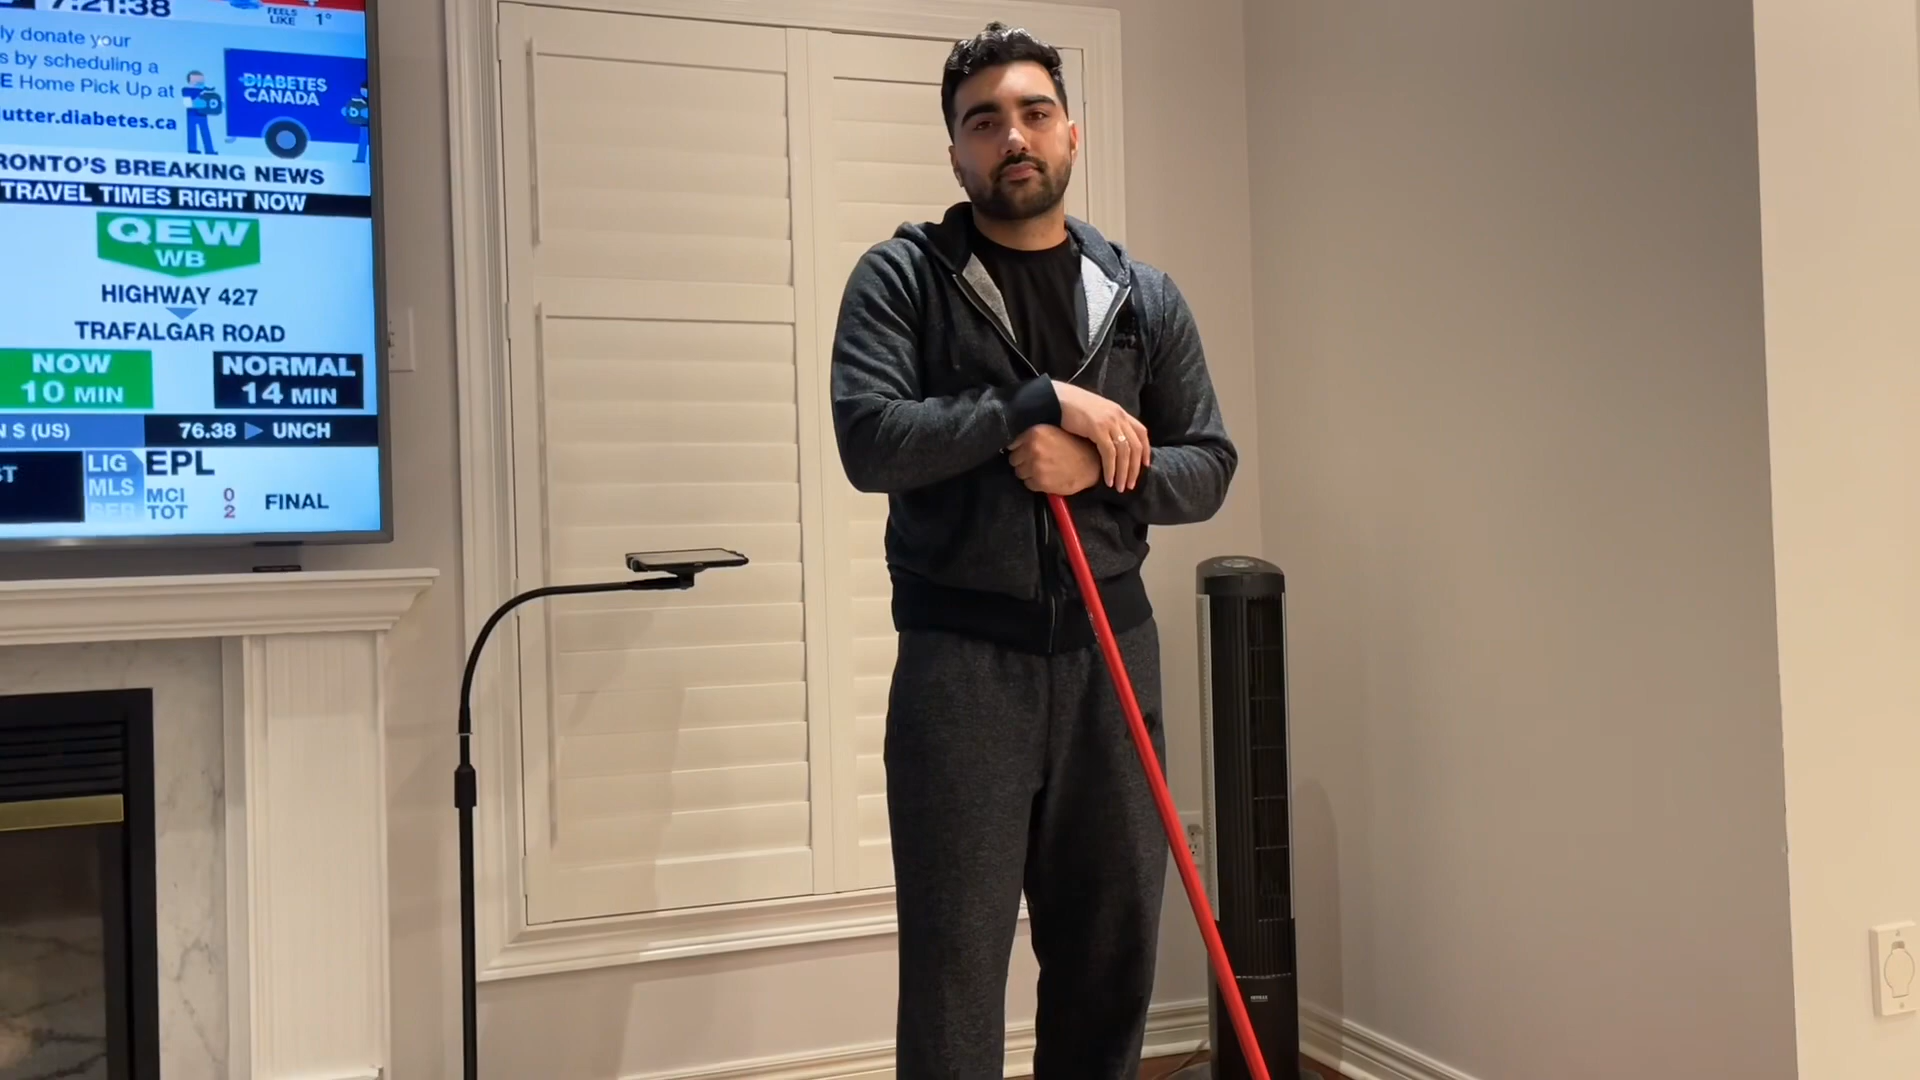 7:21:38
FEELS
LIKE 1°
ly donate your
s by scheduling a
E Home Pick Up at
lutter.diabetes.ca
DIABETES
CANADA
RONTO'S BREAKING NEWS
TRAVEL TIMES RIGHT NOW
QEW
WB
HIGHWAY 427
TRAFALGAR ROAD
NOW
10 MIN
NORMAL
14 MIN
N $ (US)
76.38 UNCH
ST
LIG
MLS
EPL
MCI 0
TOT 2
FINAL